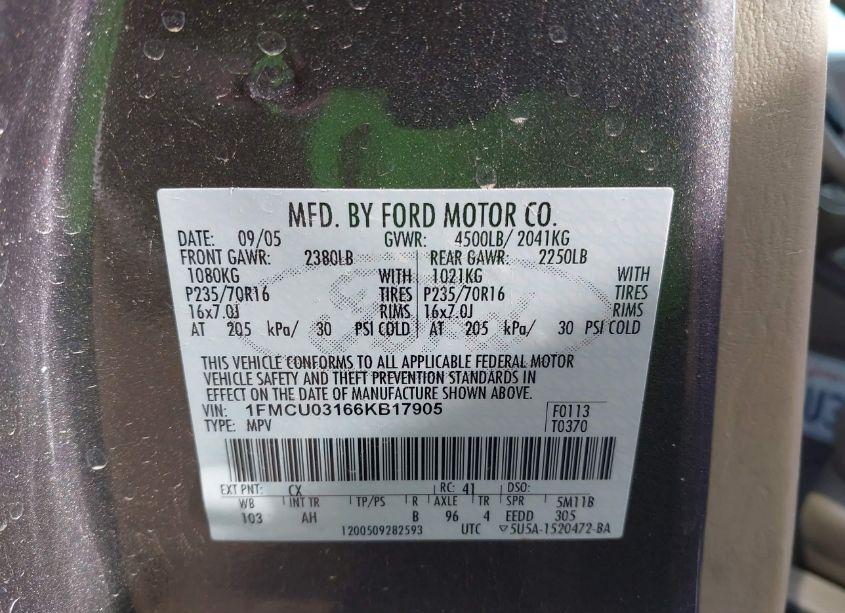 MFD. BY FORD MOTOR CO.
DATE: 09/05 GVWR: 4500LB/ 2041KG
FRONT GAWR: 2380LB REAR GAWR: 2250LB
1080KG WITH 1021KG WITH
P235/70R16 TIRES P235/70R16 TIRES
16x7.0J RIMS 16x7.0J RIMS
AT 205 kPa/ 30 PSI COLD AT 205 kPa/ 30 PSI COLD
THIS VEHICLE CONFORMS TO ALL APPLICABLE FEDERAL MOTOR
VEHICLE SAFETY AND THEFT PREVENTION STANDARDS IN
EFFECT ON THE DATE OF MANUFACTURE SHOWN ABOVE.
VIN: 1FMCU03166KB17905 F0113
TYPE: MPV T0370
EXT PNT: CX RC: 41 DSO:
WB INT TR TP/PS R AXLE TR SPR 5M11B
103 AH B 96 4 EEDD 305
1200509282593 UTC ▽5U5A-1520472-BA